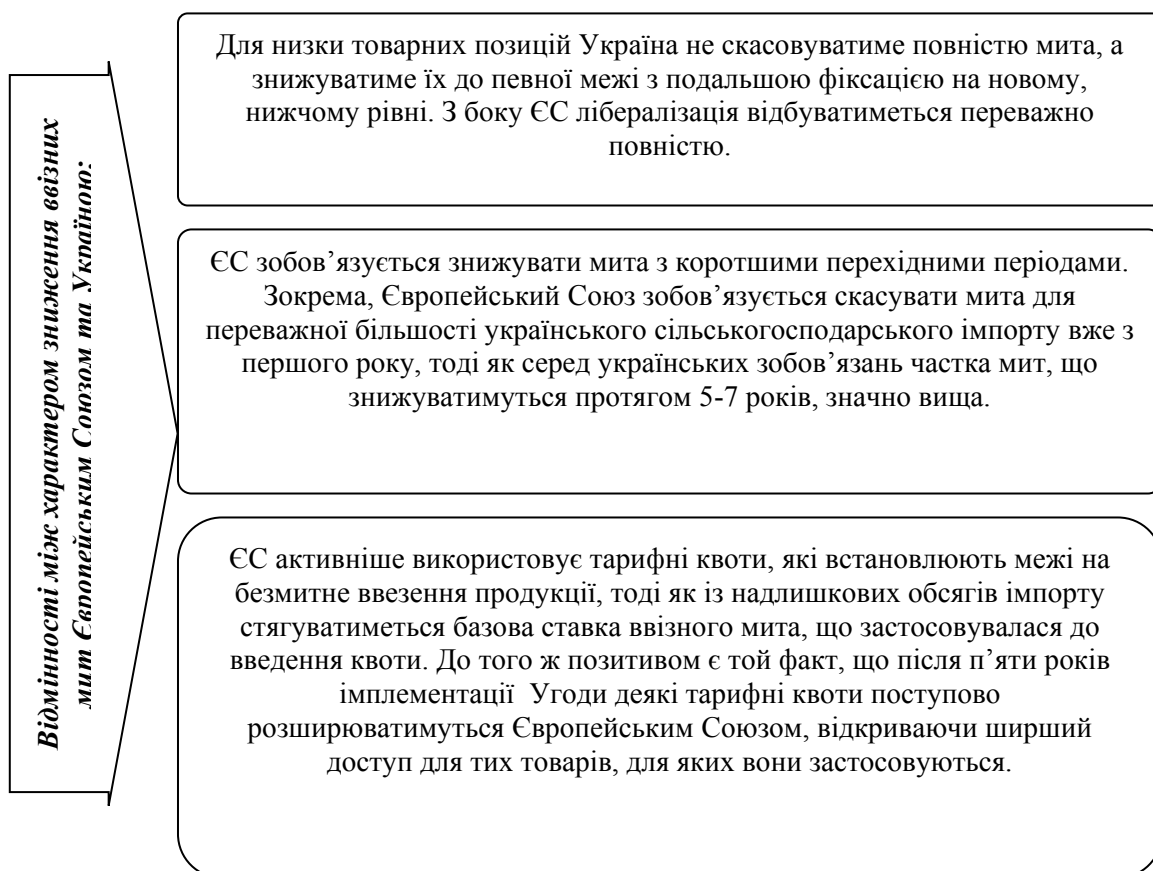 Відмінності між характером зниження ввізних
мит Європейським Союзом та Україною:
Для низки товарних позицій Україна не скасовуватиме повністю мита, а
знижуватиме їх до певної межі з подальшою фіксацією на новому,
нижчому рівні. З боку ЄС лібералізація відбуватиметься переважно
повністю.
ЄС зобов’язується знижувати мита з коротшими перехідними періодами.
Зокрема, Європейський Союз зобов’язується скасувати мита для
переважної більшості українського сільськогосподарського імпорту вже з
першого року, тоді як серед українських зобов’язань частка мит, що
знижуватимуться протягом 5-7 років, значно вища.
ЄС активніше використовує тарифні квоти, які встановлюють межі на
безмитне ввезення продукції, тоді як із надлишкових обсягів імпорту
стягуватиметься базова ставка ввізного мита, що застосовувалася до
введення квоти. До того ж позитивом є той факт, що після п’яти років
імплементації  Угоди деякі тарифні квоти поступово
розширюватимуться Європейським Союзом, відкриваючи ширший
доступ для тих товарів, для яких вони застосовуються.